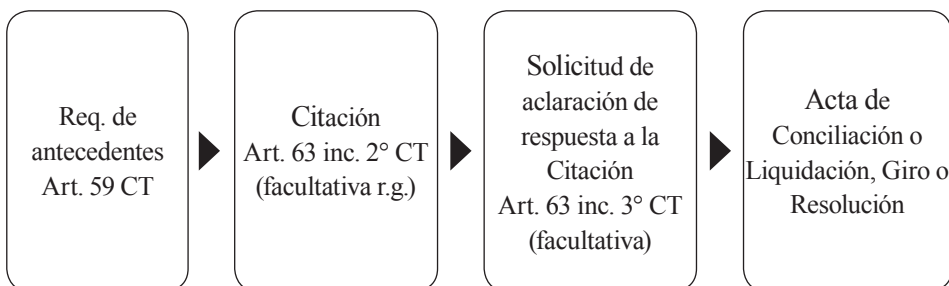 Req. de
antecedentes
Art. 59 CT
Citación
Art. 63 inc. 2° CT
(facultativa r.g.)
Solicitud de
aclaración de
respuesta a la
Citación
Art. 63 inc. 3° CT
(facultativa)
Acta de
Conciliación o
Liquidación, Giro o
Resolución